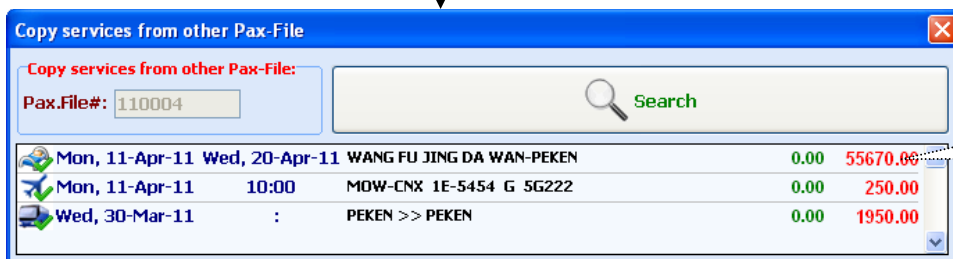 Copy services from other Pax-File
Copy services from other Pax-File:
Pax.File#: 110004
Search
Mon, 11-Apr-11 Wed, 20-Apr-11 WANG FU JING DA WAN-PEKEN 0.00 55670.00
Mon, 11-Apr-11 10:00 MOW-CNX 1E-5454 G 5G222 0.00 250.00
Wed, 30-Mar-11 : PEKEN >> PEKEN 0.00 1950.00